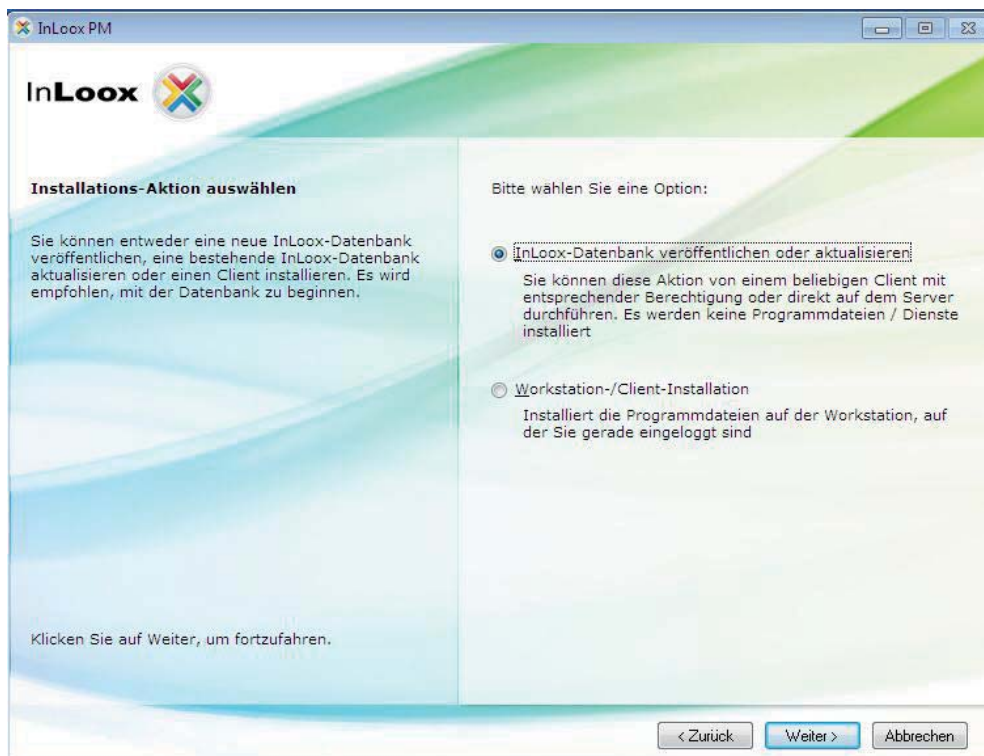 InLoox PM
InLoox
Installations-Aktion auswählen
Sie können entweder eine neue InLoox-Datenbank
veröffentlichen, eine bestehende InLoox-Datenbank
aktualisieren oder einen Client installieren. Es wird
empfohlen, mit der Datenbank zu beginnen.
Klicken Sie auf Weiter, um fortzufahren.
Bitte wählen Sie eine Option:
InLoox-Datenbank veröffentlichen oder aktualisieren
Sie können diese Aktion von einem beliebigen Client mit
entsprechender Berechtigung oder direkt auf dem Server
durchführen. Es werden keine Programmdateien / Dienste
installiert
Workstation-/Client-Installation
Installiert die Programmdateien auf der Workstation, auf
der Sie gerade eingeloggt sind
< Zurück
Weiter >
Abbrechen